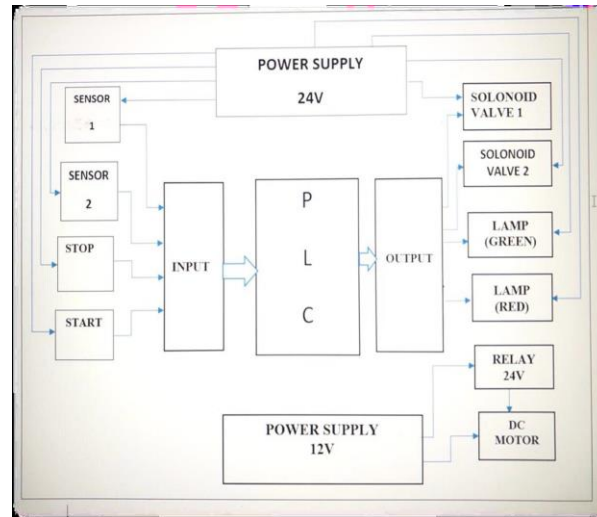 POWER SUPPLY
24V
SENSOR
1
SENSOR
2
STOP
START
INPUT
P
L
C
OUTPUT
SOLONOID
VALVE 1
SOLONOID
VALVE 2
LAMP
(GREEN)
LAMP
(RED)
RELAY
24V
DC
MOTOR
POWER SUPPLY
12V